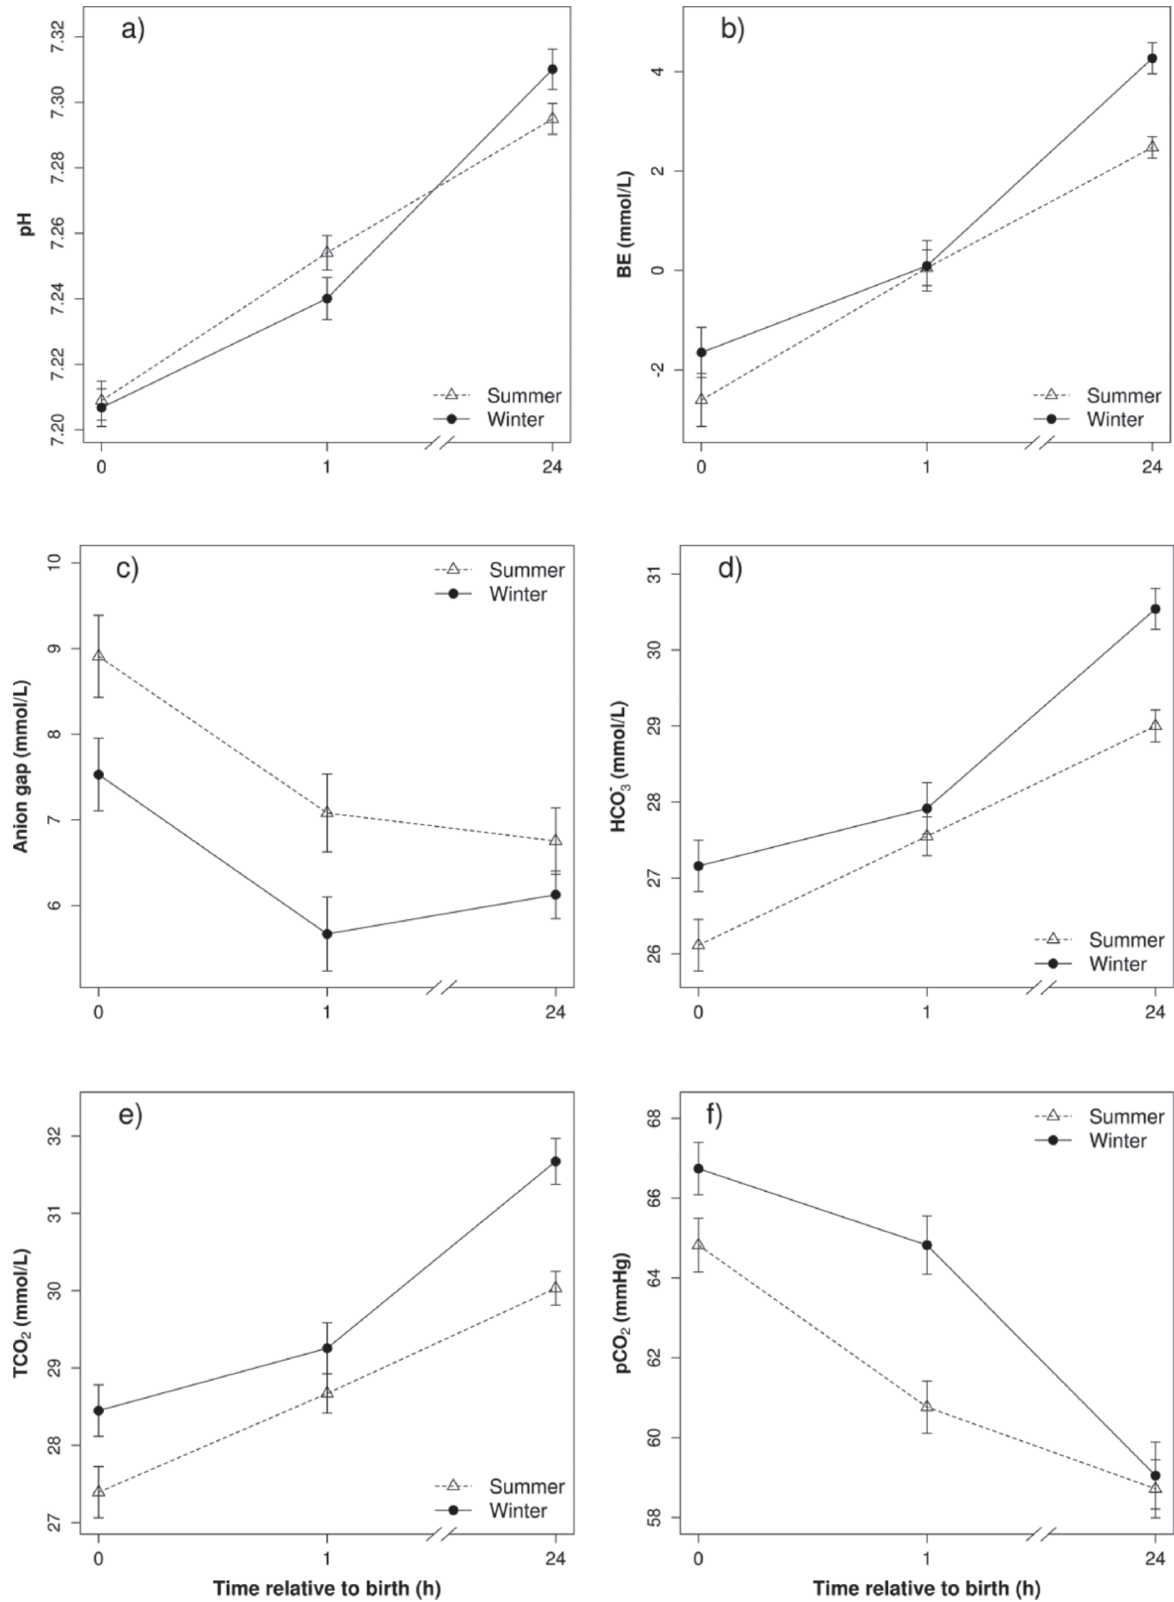 a)
pH
7.32
7.30
7.28
7.26
7.24
7.22
7.20
Summer
Winter
0 1 24
b)
BE (mmol/L)
4
2
0
-2
Summer
Winter
0 1 24
c)
Anion gap (mmol/L)
10
9
8
7
6
Summer
Winter
0 1 24
d)
HCO₃⁻ (mmol/L)
31
30
29
28
27
26
Summer
Winter
0 1 24
e)
TCO₂ (mmol/L)
32
31
30
29
28
27
Summer
Winter
0 1 24
Time relative to birth (h)
f)
pCO₂ (mmHg)
68
66
64
62
60
58
Summer
Winter
0 1 24
Time relative to birth (h)